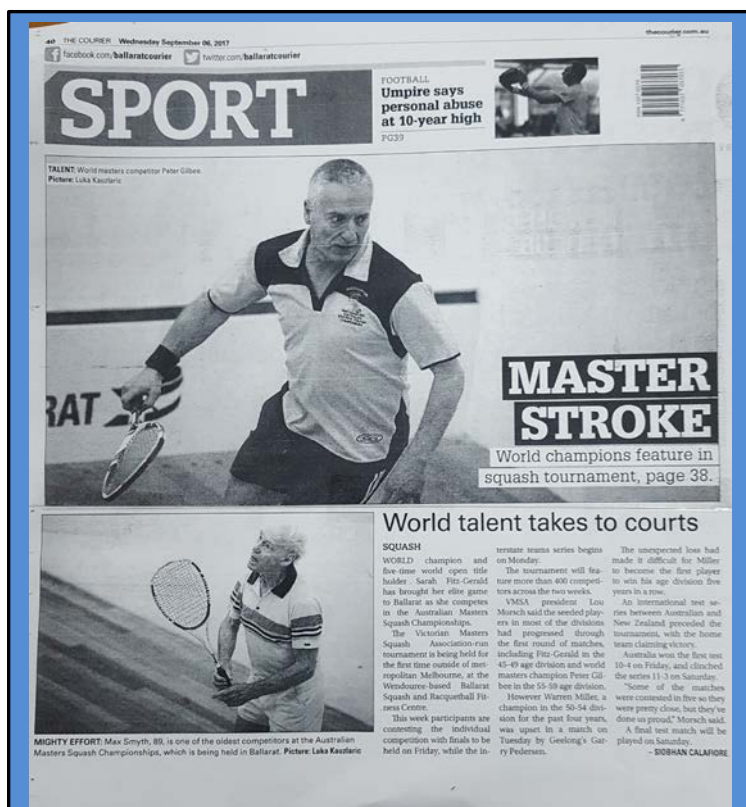 40 THE COURIER Wednesday September 06, 2017
thecourier.com.au
facebook.com/ballaratcourier twitter.com/ballaratcourier
SPORT
FOOTBALL
Umpire says
personal abuse
at 10-year high
PG39
TALENT: World masters competitor Peter Gilbee.
Picture: Luka Kauzlaric
RAT
MASTER
STROKE
World champions feature in
squash tournament, page 38.
MIGHTY EFFORT: Max Smyth, 89, is one of the oldest competitors at the Australian
Masters Squash Championships, which is being held in Ballarat. Picture: Luka Kauzlaric
World talent takes to courts
SQUASH
WORLD champion and
five-time world open title
holder Sarah Fitz-Gerald
has brought her elite game
to Ballarat as she competes
in the Australian Masters
Squash Championships.
The Victorian Masters
Squash Association-run
tournament is being held for
the first time outside of met-
ropolitan Melbourne, at the
Wendouree-based Ballarat
Squash and Racquetball Fit-
ness Centre.
This week participants are
contesting the individual
competition with finals to be
held on Friday, while the in-
terstate teams series begins
on Monday.
The tournament will fea-
ture more than 400 competi-
tors across the two weeks.
VMSA president Lou
Morsch said the seeded play-
ers in most of the divisions
had progressed through
the first round of matches,
including Fitz-Gerald in the
45-49 age division and world
masters champion Peter Gil-
bee in the 55-59 age division.
However Warren Miller, a
champion in the 50-54 divi-
sion for the past four years,
was upset in a match on
Tuesday by Geelong's Gar-
ry Pedersen.
The unexpected loss had
made it difficult for Miller
to become the first player
to win his age division five
years in a row.
An international test se-
ries between Australian and
New Zealand preceded the
tournament, with the home
team claiming victory.
Australia won the first test
10-4 on Friday, and clinched
the series 11-3 on Saturday.
"Some of the matches
were contested in five so they
were pretty close, but they've
done us proud," Morsch said.
A final test match will be
played on Saturday.
– SIOBHAN CALAFIORE